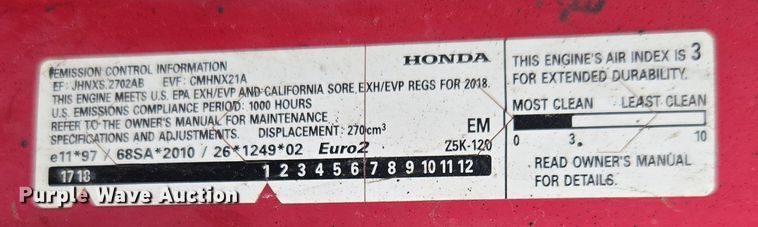 EMISSION CONTROL INFORMATION
HONDA
EF: JHNXS.2702AB EVF: CMHNX21A
THIS ENGINE MEETS U.S. EPA EXH/EVP AND CALIFORNIA SORE EXH/EVP REGS FOR 2018.
U.S. EMISSIONS COMPLIANCE PERIOD: 1000 HOURS
REFER TO THE OWNER'S MANUAL FOR MAINTENANCE
SPECIFICATIONS AND ADJUSTMENTS. DISPLACEMENT: 270cm³
EM
e11*97 / 68SA*2010 / 26*1249*02 Euro2
Z5K-120
17 18 1 2 3 4 5 6 7 8 9 10 11 12
THIS ENGINE'S AIR INDEX IS 3
FOR EXTENDED DURABILITY.
MOST CLEAN LEAST CLEAN
0 3. 10
READ OWNER'S MANUAL
FOR DETAILS.
Purple Wave Auction